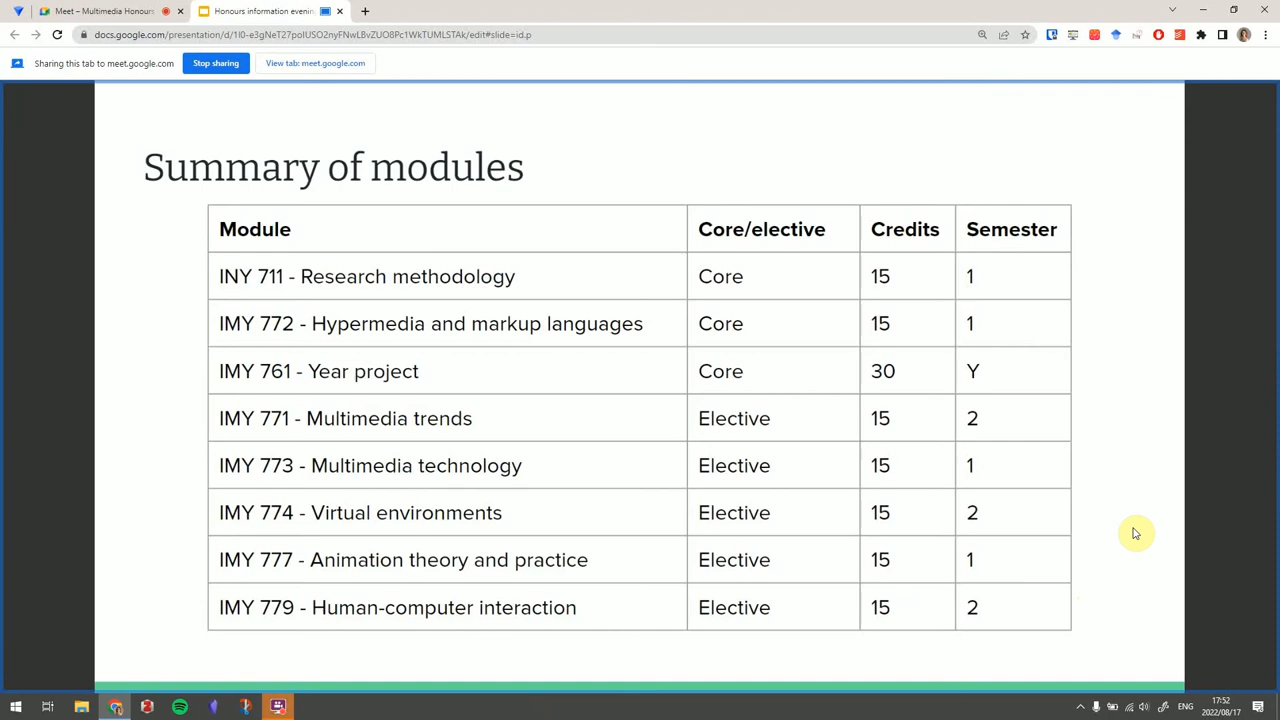 Meet – Multimedia Honours
Honours information evenin
docs.google.com/presentation/d/1I0-e3gNeT27polUSO2nyFNwLBvZUO8Pc1WkTUMLSTAk/edit#slide=id.p
Sharing this tab to meet.google.com
Stop sharing
View tab: meet.google.com
Summary of modules
Module Core/elective Credits Semester
INY 711 - Research methodology Core 15 1
IMY 772 - Hypermedia and markup languages Core 15 1
IMY 761 - Year project Core 30 Y
IMY 771 - Multimedia trends Elective 15 2
IMY 773 - Multimedia technology Elective 15 1
IMY 774 - Virtual environments Elective 15 2
IMY 777 - Animation theory and practice Elective 15 1
IMY 779 - Human-computer interaction Elective 15 2
ENG
17:52
2022/08/17